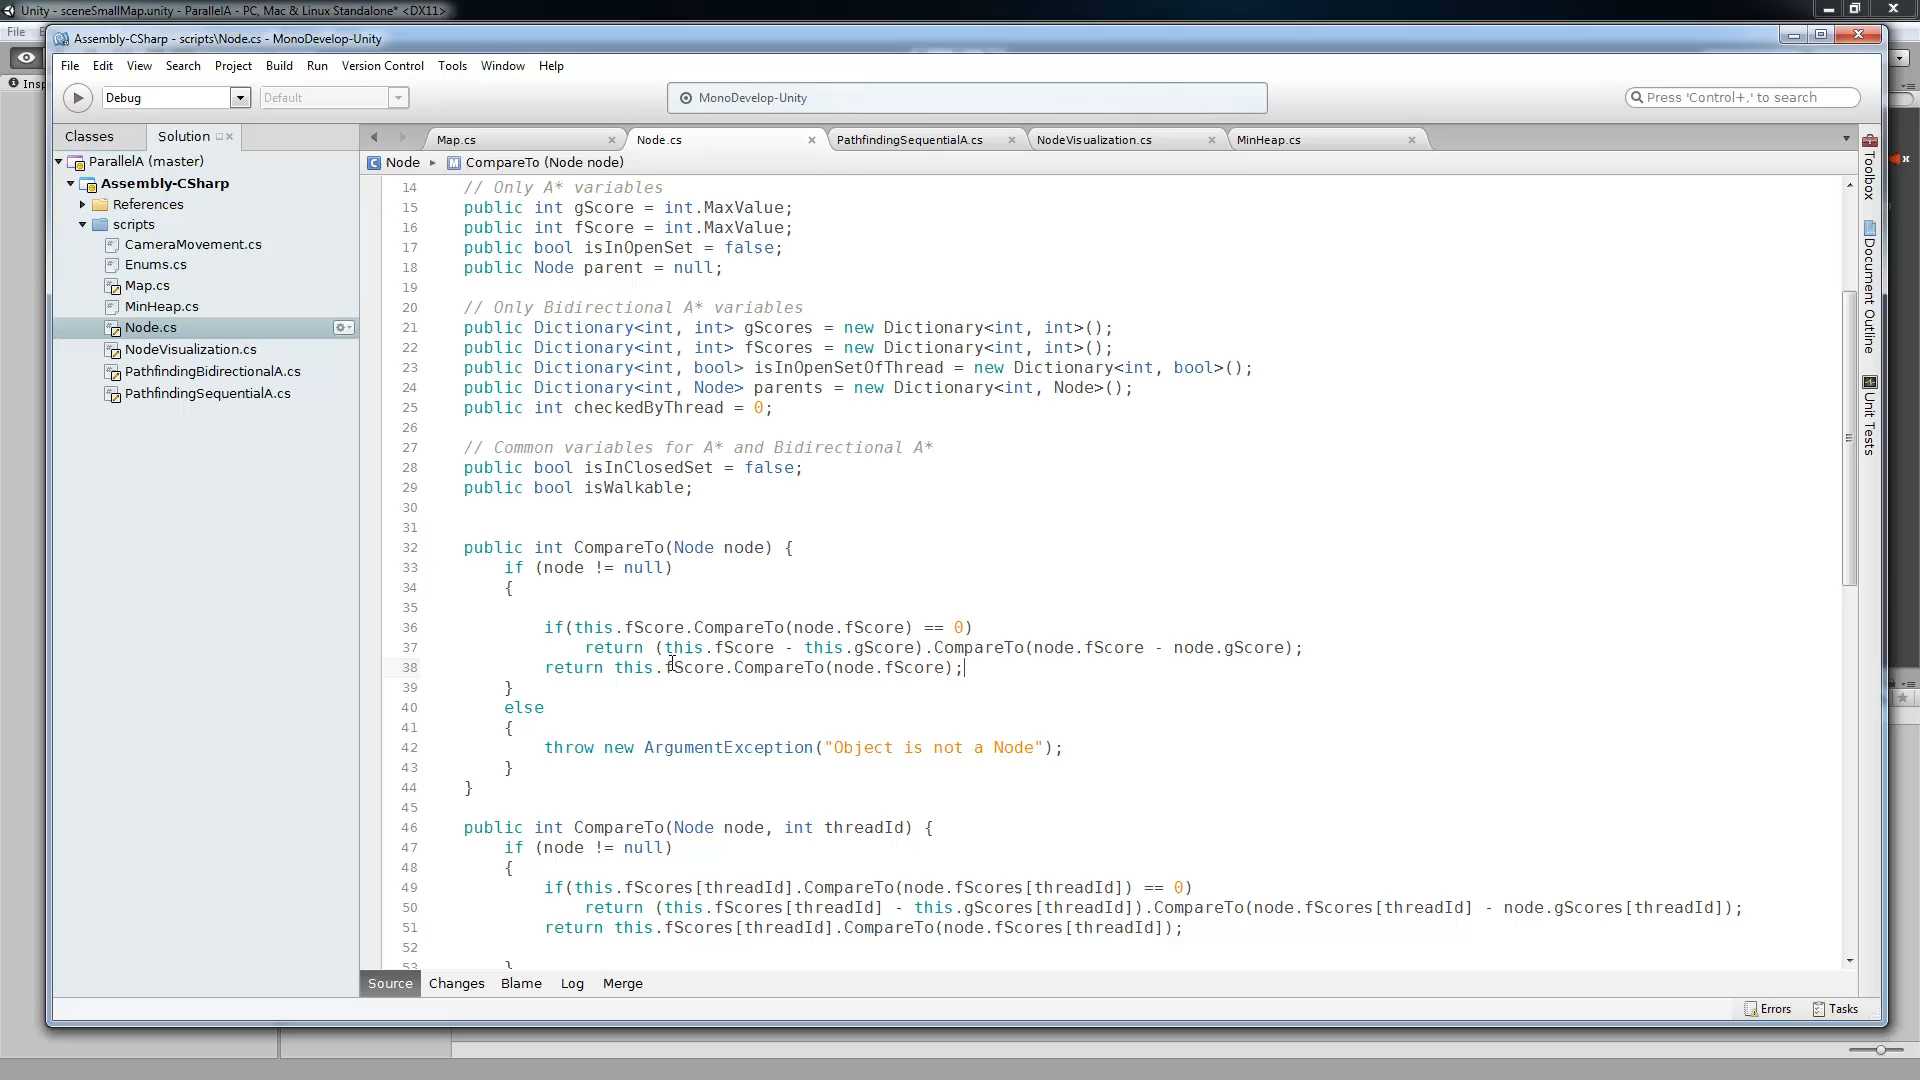 Unity - sceneSmallMap.unity - ParallelA - PC, Mac & Linux Standalone* <DX11>
File
Assembly-CSharp - scripts\Node.cs - MonoDevelop-Unity
File Edit View Search Project Build Run Version Control Tools Window Help
Debug Default MonoDevelop-Unity Press 'Control+,' to search
Insp
Classes Solution
Map.cs Node.cs PathfindingSequentialA.cs NodeVisualization.cs MinHeap.cs
Node CompareTo (Node node)
ParallelA (master)
Assembly-CSharp
References
scripts
CameraMovement.cs
Enums.cs
Map.cs
MinHeap.cs
Node.cs
NodeVisualization.cs
PathfindingBidirectionalA.cs
PathfindingSequentialA.cs
14 // Only A* variables
15 public int gScore = int.MaxValue;
16 public int fScore = int.MaxValue;
17 public bool isInOpenSet = false;
18 public Node parent = null;
19
20 // Only Bidirectional A* variables
21 public Dictionary<int, int> gScores = new Dictionary<int, int>();
22 public Dictionary<int, int> fScores = new Dictionary<int, int>();
23 public Dictionary<int, bool> isInOpenSetOfThread = new Dictionary<int, bool>();
24 public Dictionary<int, Node> parents = new Dictionary<int, Node>();
25 public int checkedByThread = 0;
26
27 // Common variables for A* and Bidirectional A*
28 public bool isInClosedSet = false;
29 public bool isWalkable;
30
31
32 public int CompareTo(Node node) {
33 if (node != null)
34 {
35
36 if(this.fScore.CompareTo(node.fScore) == 0)
37 return (this.fScore - this.gScore).CompareTo(node.fScore - node.gScore);
38 return this.fScore.CompareTo(node.fScore);
39 }
40 else
41 {
42 throw new ArgumentException("Object is not a Node");
43 }
44 }
45
46 public int CompareTo(Node node, int threadId) {
47 if (node != null)
48 {
49 if(this.fScores[threadId].CompareTo(node.fScores[threadId]) == 0)
50 return (this.fScores[threadId] - this.gScores[threadId]).CompareTo(node.fScores[threadId] - node.gScores[threadId]);
51 return this.fScores[threadId].CompareTo(node.fScores[threadId]);
52
53 }
Toolbox
Document Outline
Unit Tests
Source Changes Blame Log Merge
Errors Tasks